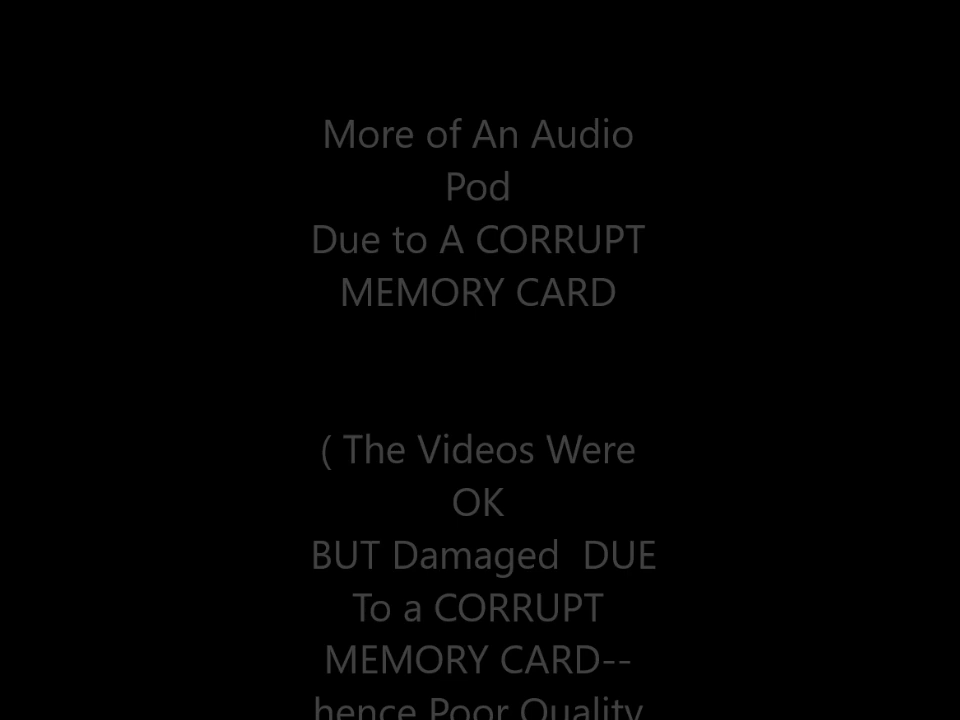 More of An Audio
Pod
Due to A CORRUPT
MEMORY CARD
( The Videos Were
OK
BUT Damaged  DUE
To a CORRUPT
MEMORY CARD--
hence Poor Quality